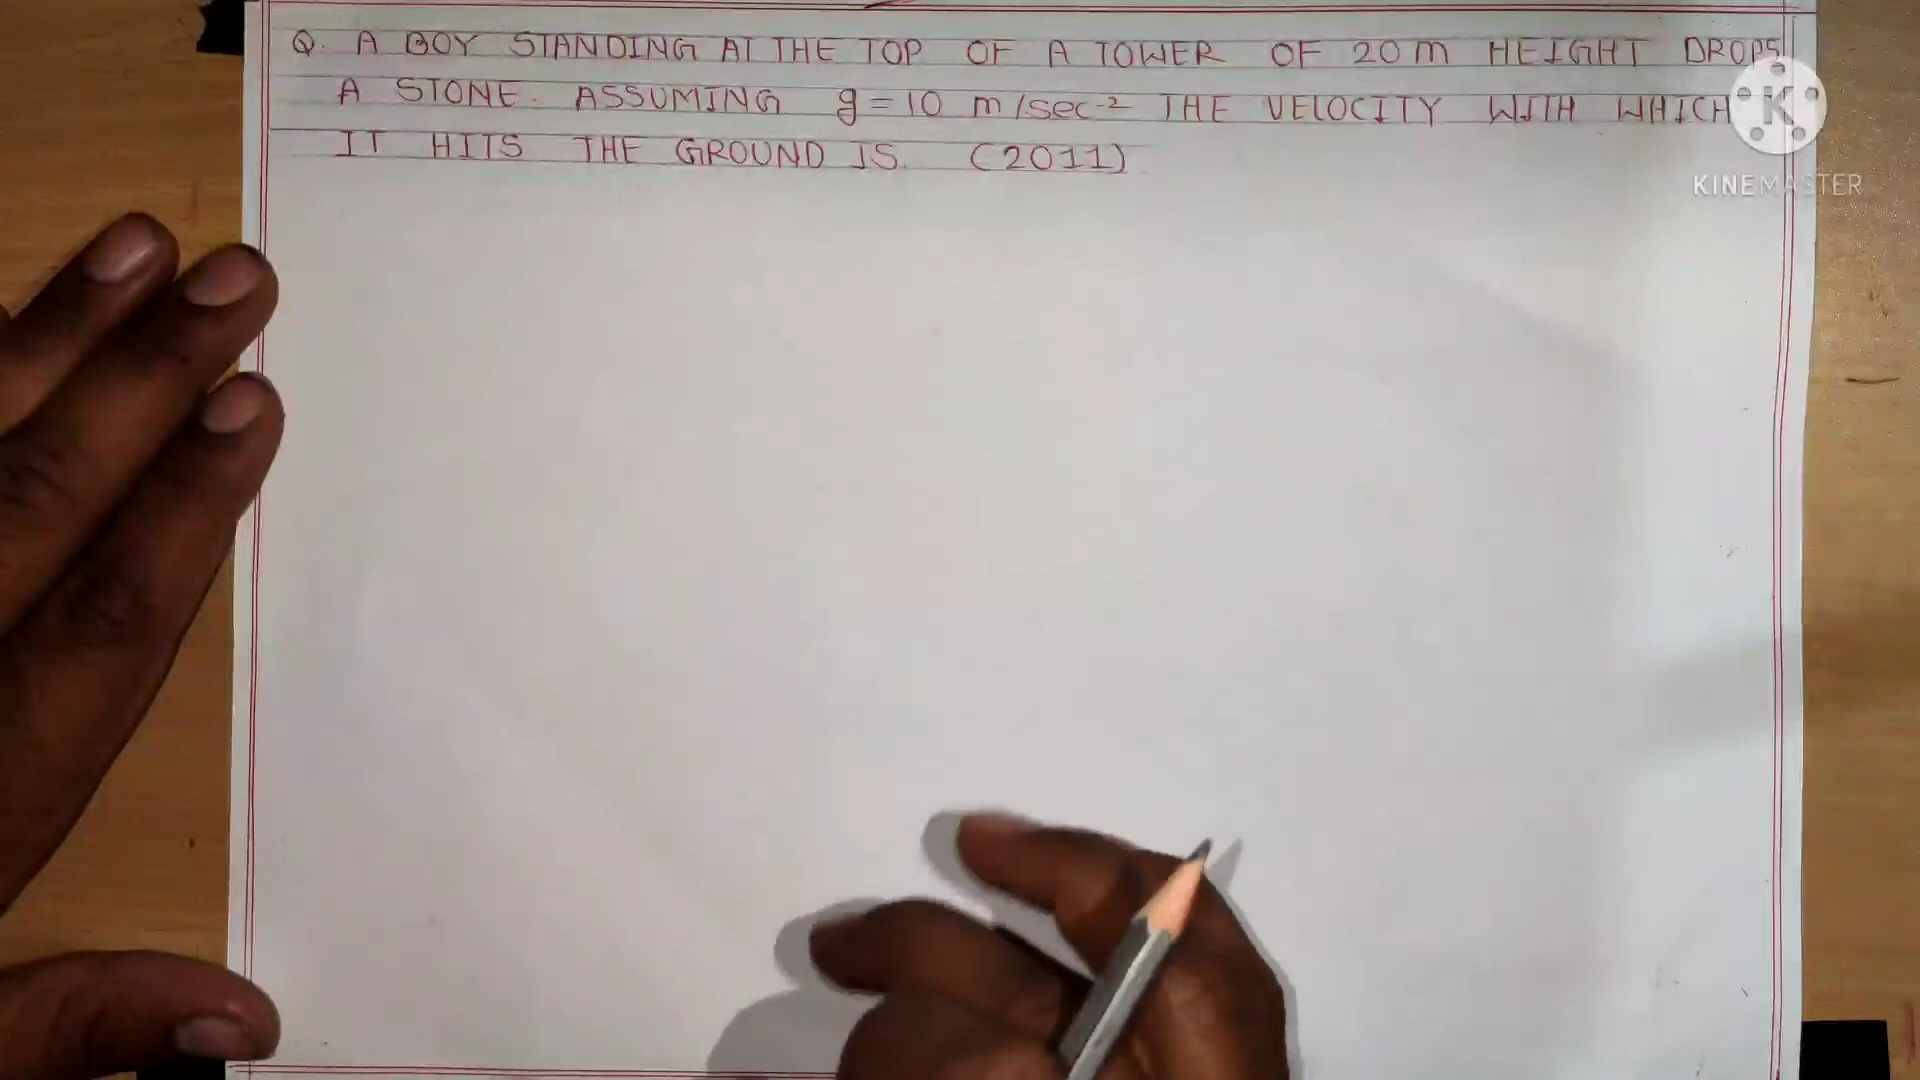 Q. A BOY STANDING AT THE TOP OF A TOWER OF 20 m HEIGHT DROPS
A STONE. ASSUMING g = 10 m/sec-² THE VELOCITY WITH WHICH
IT HITS THE GROUND IS. (2011)
K
KINEMASTER